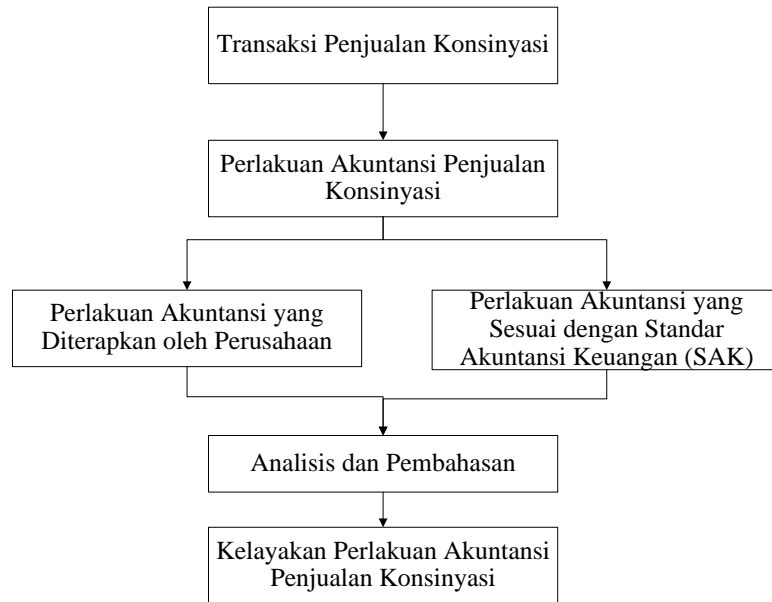 Transaksi Penjualan Konsinyasi
Perlakuan Akuntansi Penjualan
Konsinyasi
Perlakuan Akuntansi yang
Diterapkan oleh Perusahaan
Perlakuan Akuntansi yang
Sesuai dengan Standar
Akuntansi Keuangan (SAK)
Analisis dan Pembahasan
Kelayakan Perlakuan Akuntansi
Penjualan Konsinyasi